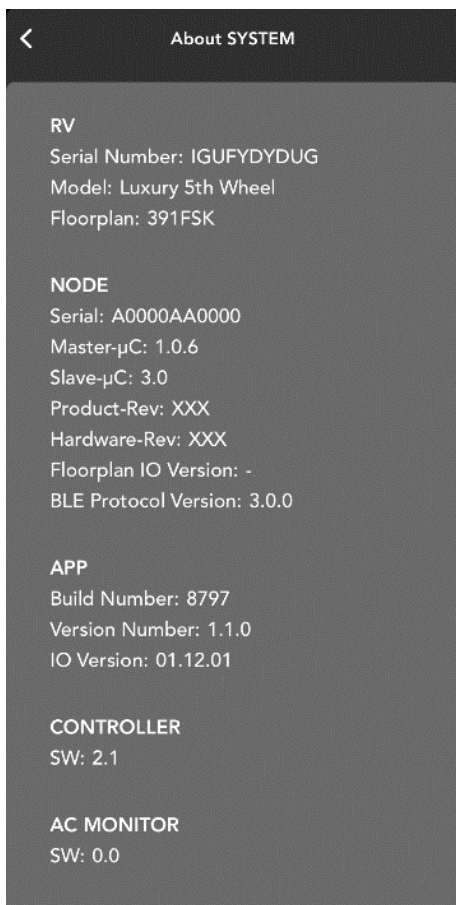 About SYSTEM
RV
Serial Number: IGUFYDYDUG
Model: Luxury 5th Wheel
Floorplan: 391FSK
NODE
Serial: A0000AA0000
Master-μC: 1.0.6
Slave-μC: 3.0
Product-Rev: XXX
Hardware-Rev: XXX
Floorplan IO Version: -
BLE Protocol Version: 3.0.0
APP
Build Number: 8797
Version Number: 1.1.0
IO Version: 01.12.01
CONTROLLER
SW: 2.1
AC MONITOR
SW: 0.0